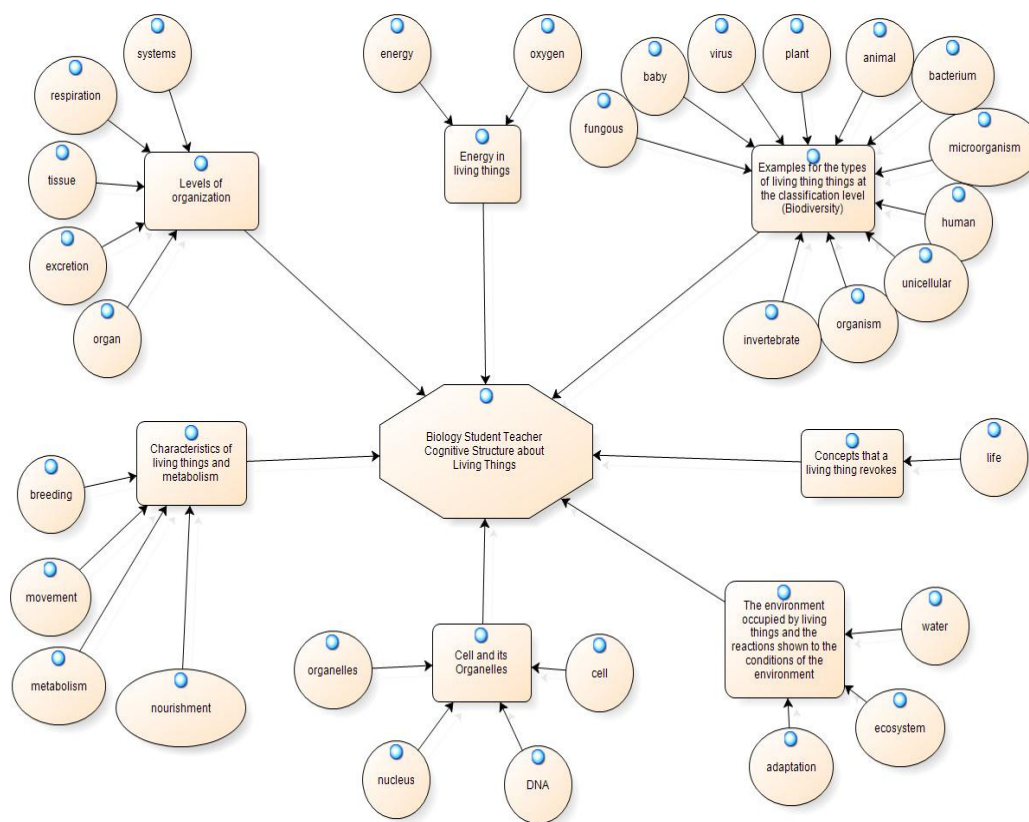 systems
energy
oxygen
virus
plant
animal
baby
bacterium
respiration
fungous
microorganism
Energy in
living things
Examples for the types
of living thing things at
the classification level
(Biodiversity)
tissue
Levels of
organization
human
excretion
unicellular
organ
invertebrate
organism
Biology Student Teacher
Cognitive Structure about
Living Things
Characteristics of
living things and
metabolism
Concepts that a
living thing revokes
life
breeding
movement
The environment
occupied by living
things and the
reactions shown to the
conditions of the
environment
water
organelles
Cell and its
Organelles
cell
metabolism
nourishment
ecosystem
adaptation
nucleus
DNA